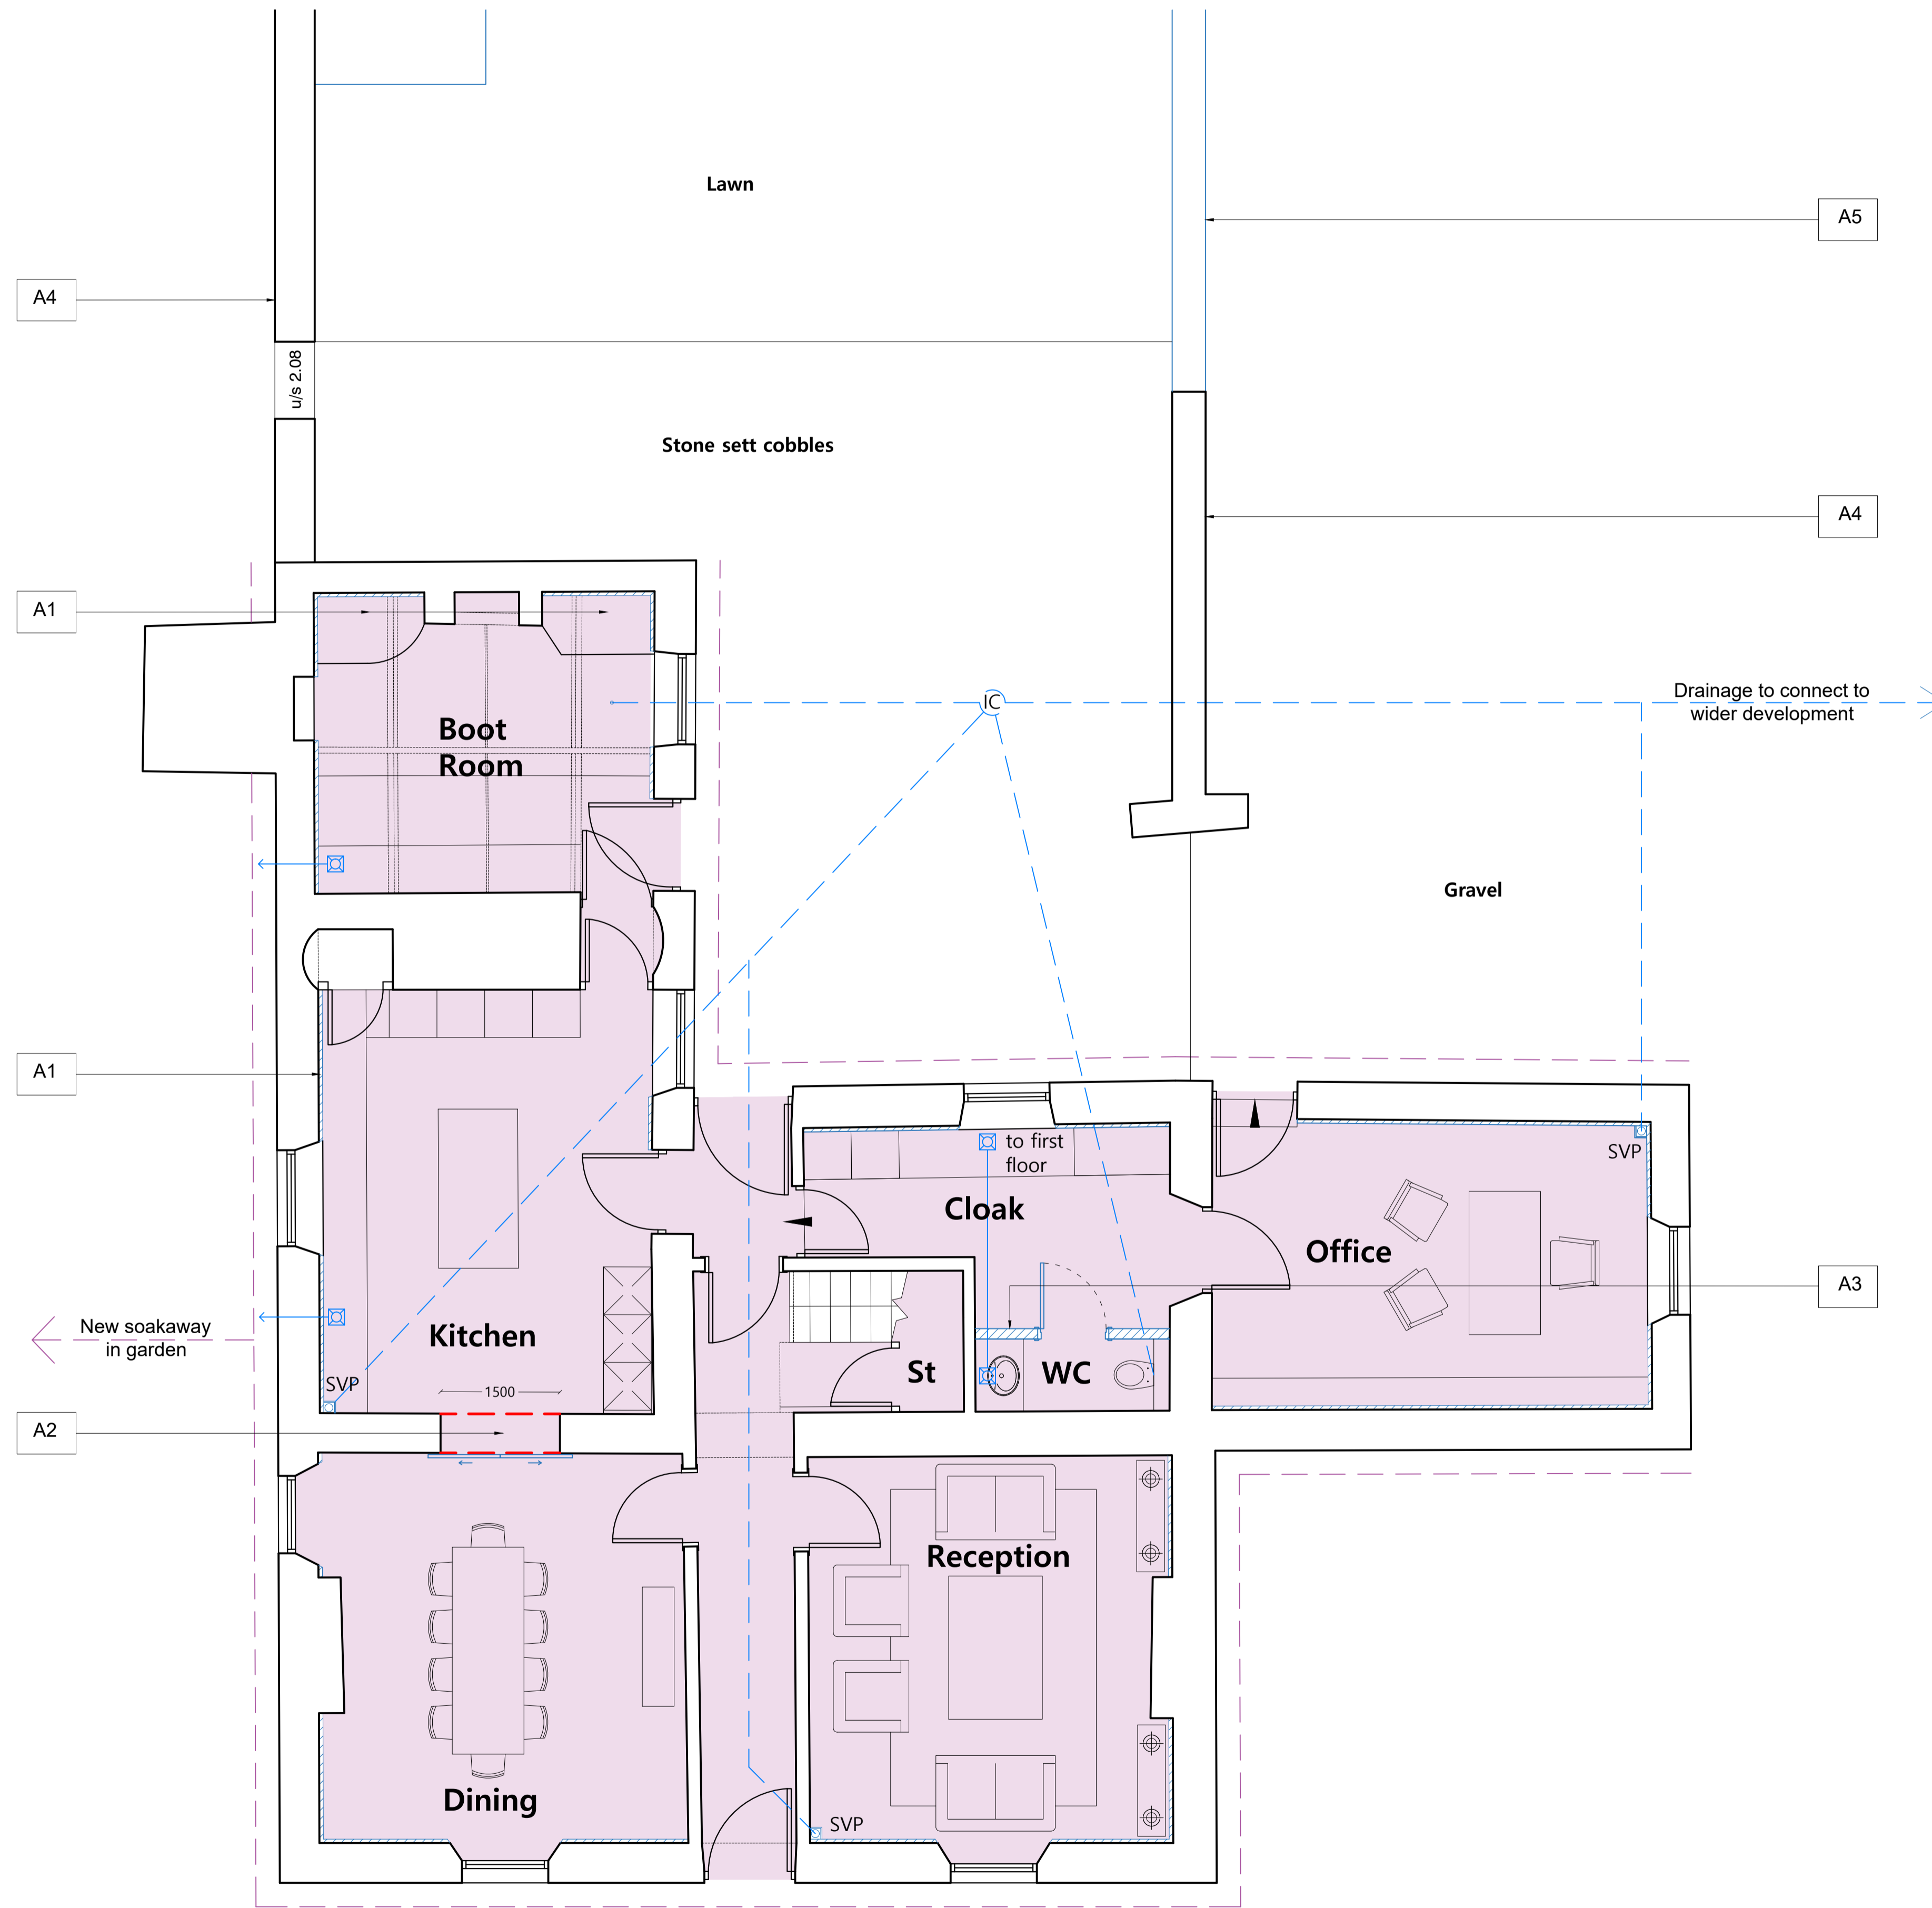 Lawn
A5
A4
u/s 2.08
Stone sett cobbles
A4
A1
Drainage to connect to
wider development
IC
Boot
Room
Gravel
A1
to first
floor
SVP
Cloak
Office
A3
New soakaway
in garden
Kitchen
St
WC
SVP
1500
A2
Reception
Dining
SVP